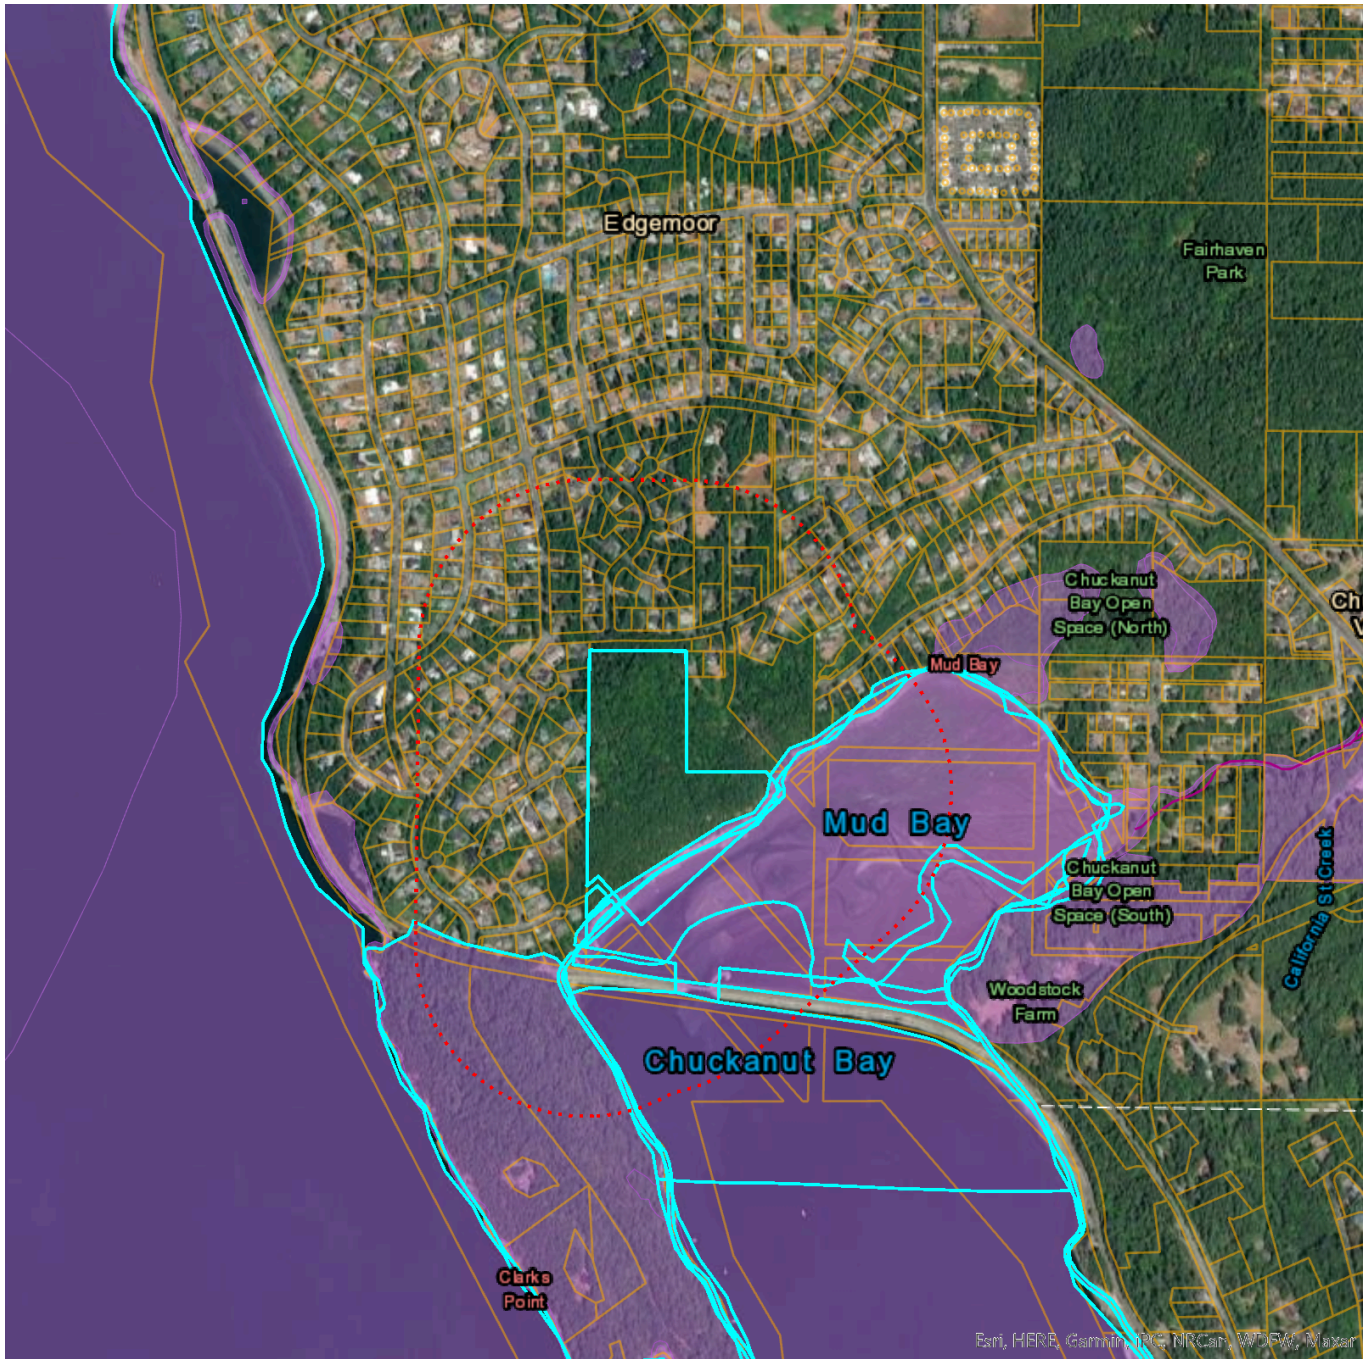 Edgemoor
Fairhaven
Park
Chuckanut
Bay Open
Space (North)
Ch
V
Mud Bay
Mud Bay
Chuckanut
Bay Open
Space (South)
California St Creek
Woodstock
Farm
Chuckanut Bay
Clarks
Point
Esri, HERE, Garmin, iPC, NRCan, WDFW, Maxar